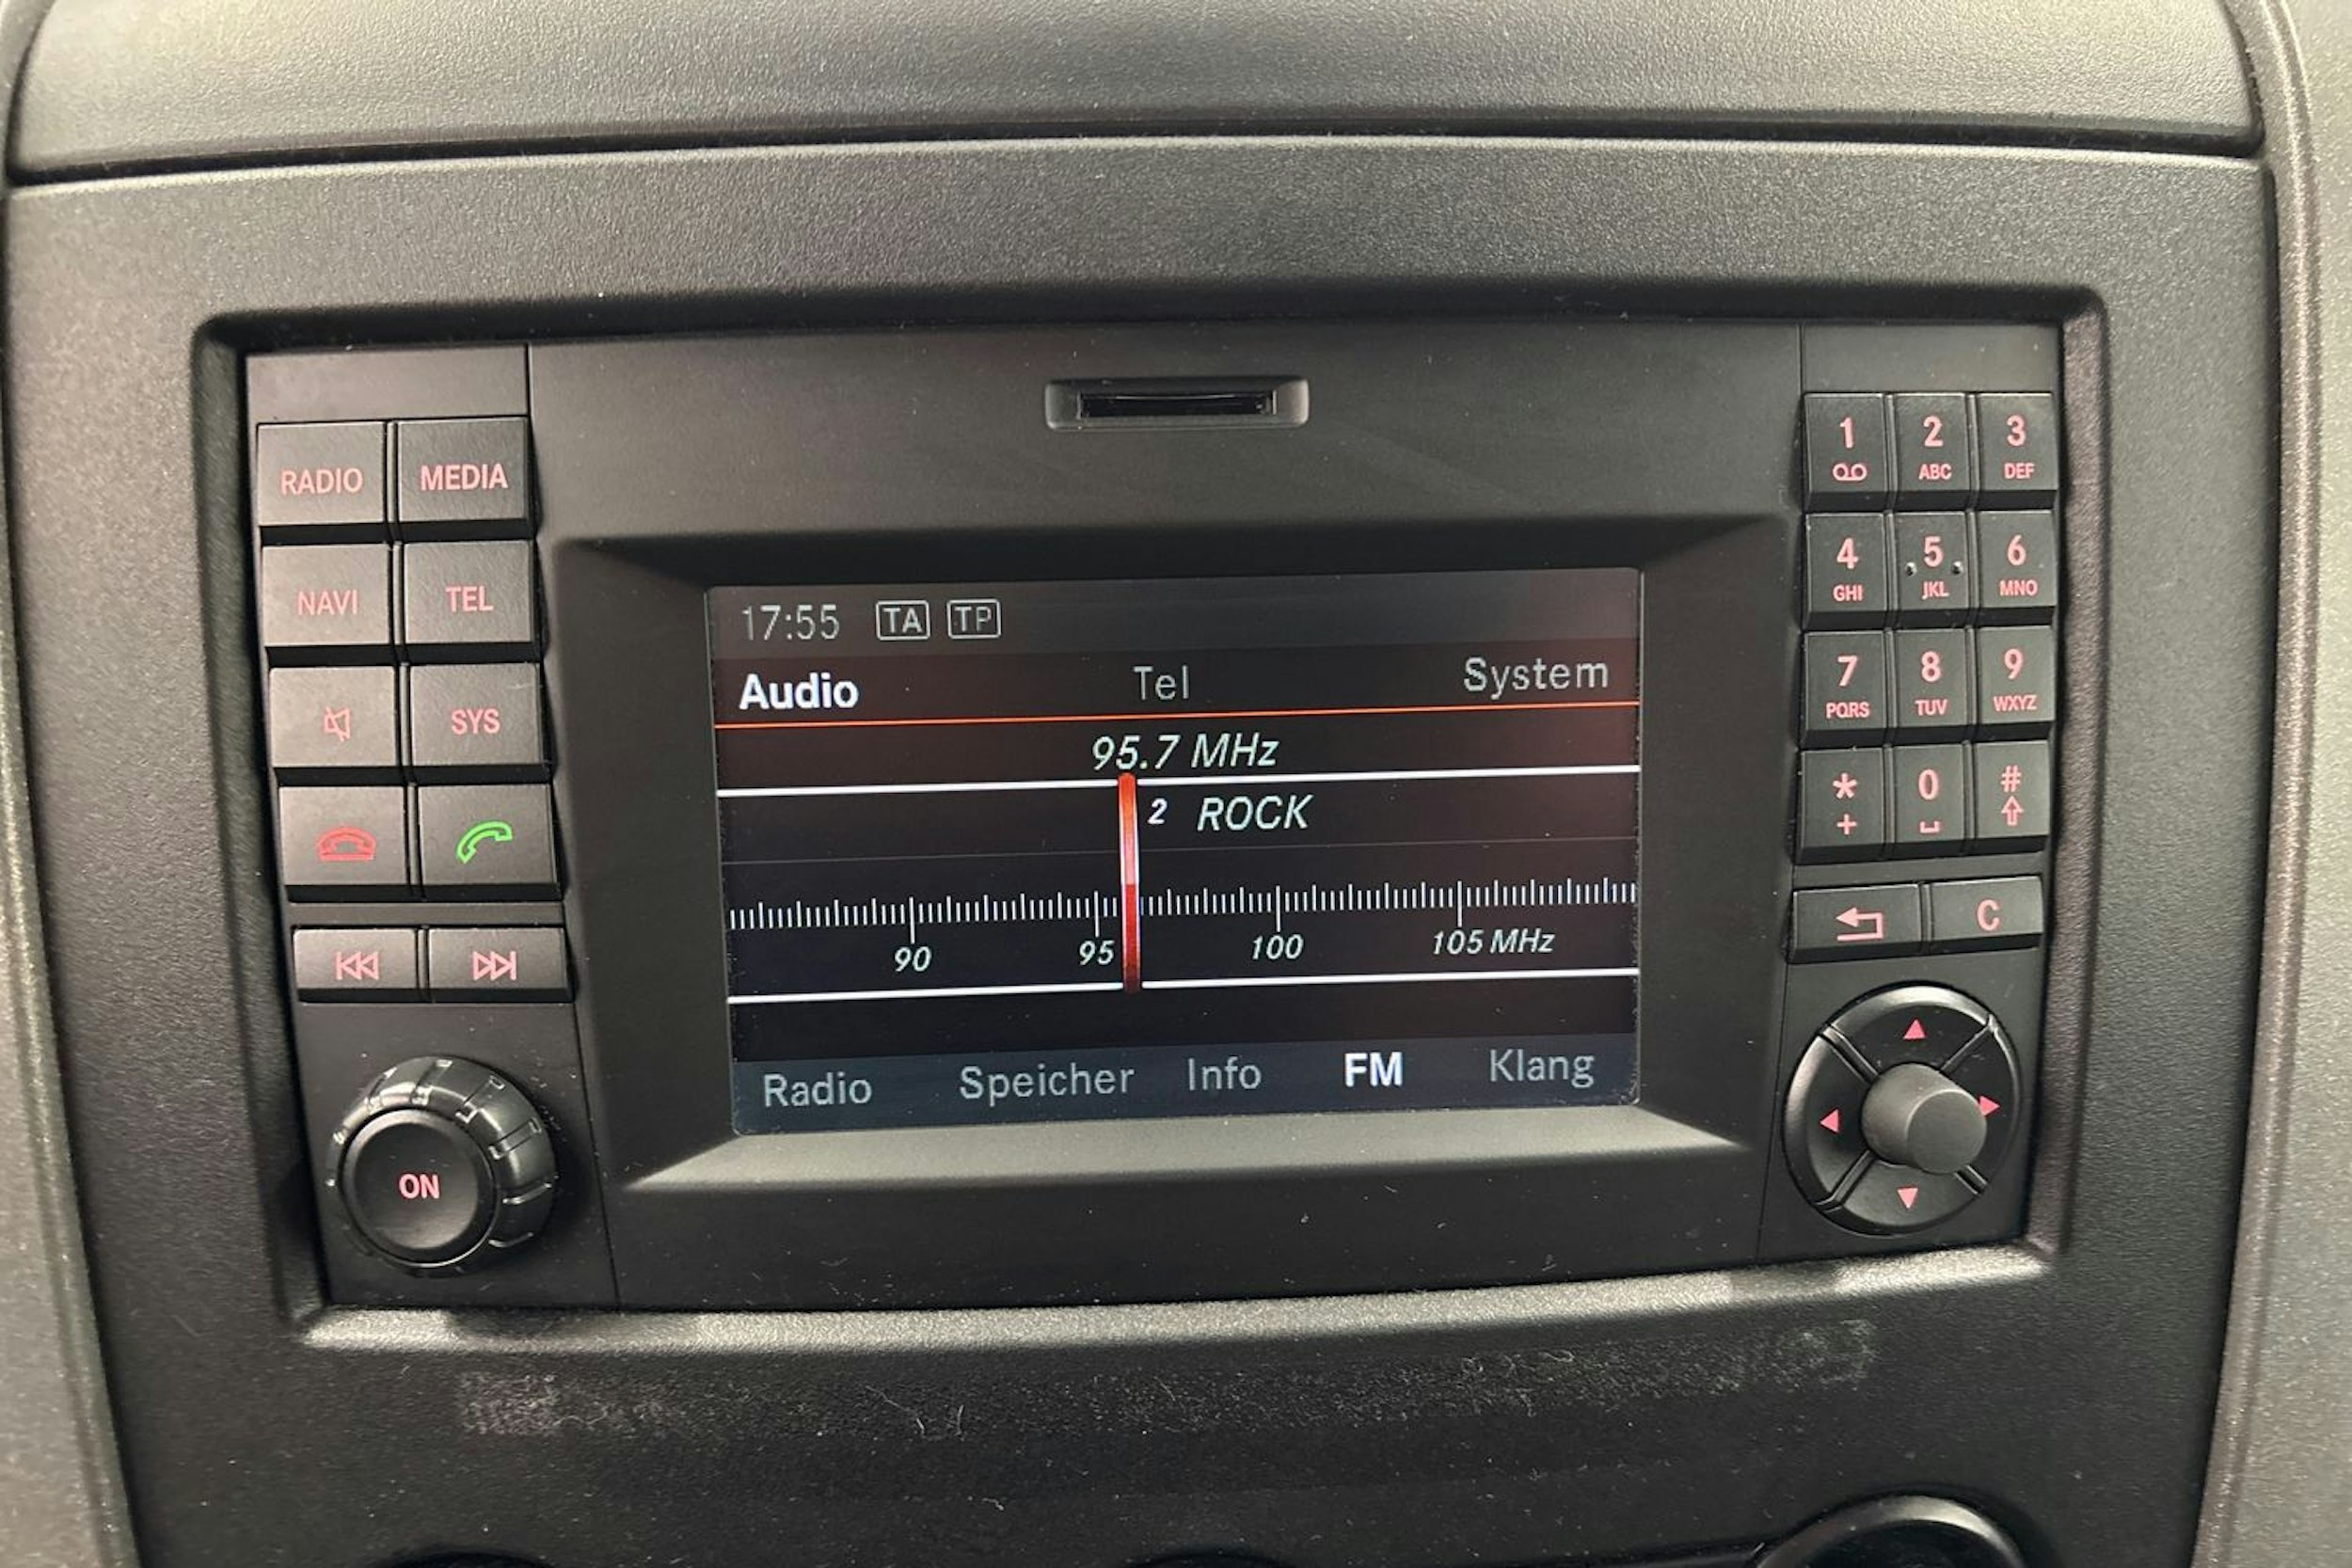 RADIO MEDIA
NAVI TEL
SYS
ON
17:55 TA TP
Audio Tel System
95.7 MHz
2 ROCK
90 95 100 105 MHz
Radio Speicher Info FM Klang
1 2 3
ABC DEF
4 5 6
GHI JKL MNO
7 8 9
PQRS TUV WXYZ
* 0 #
+
C